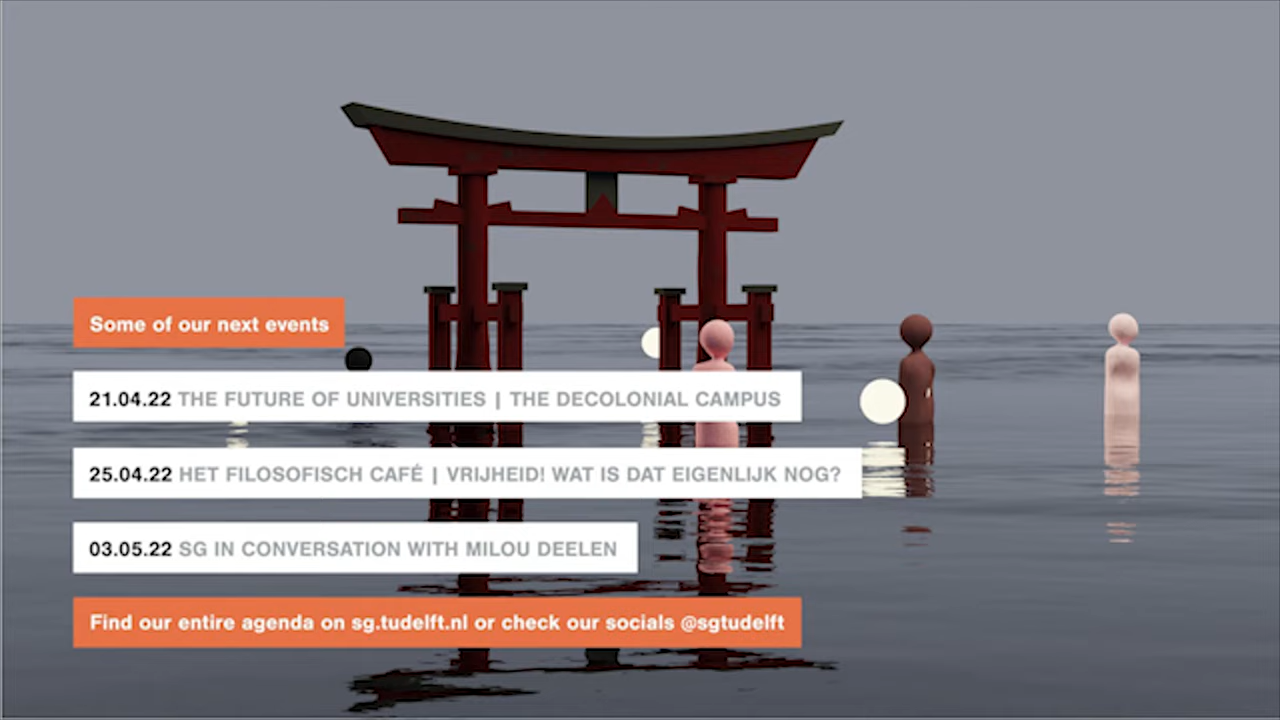 Some of our next events
21.04.22 THE FUTURE OF UNIVERSITIES | THE DECOLONIAL CAMPUS
25.04.22 HET FILOSOFISCH CAFÉ | VRIJHEID! WAT IS DAT EIGENLIJK NOG?
03.05.22 SG IN CONVERSATION WITH MILOU DEELEN
Find our entire agenda on sg.tudelft.nl or check our socials @sgtudelft